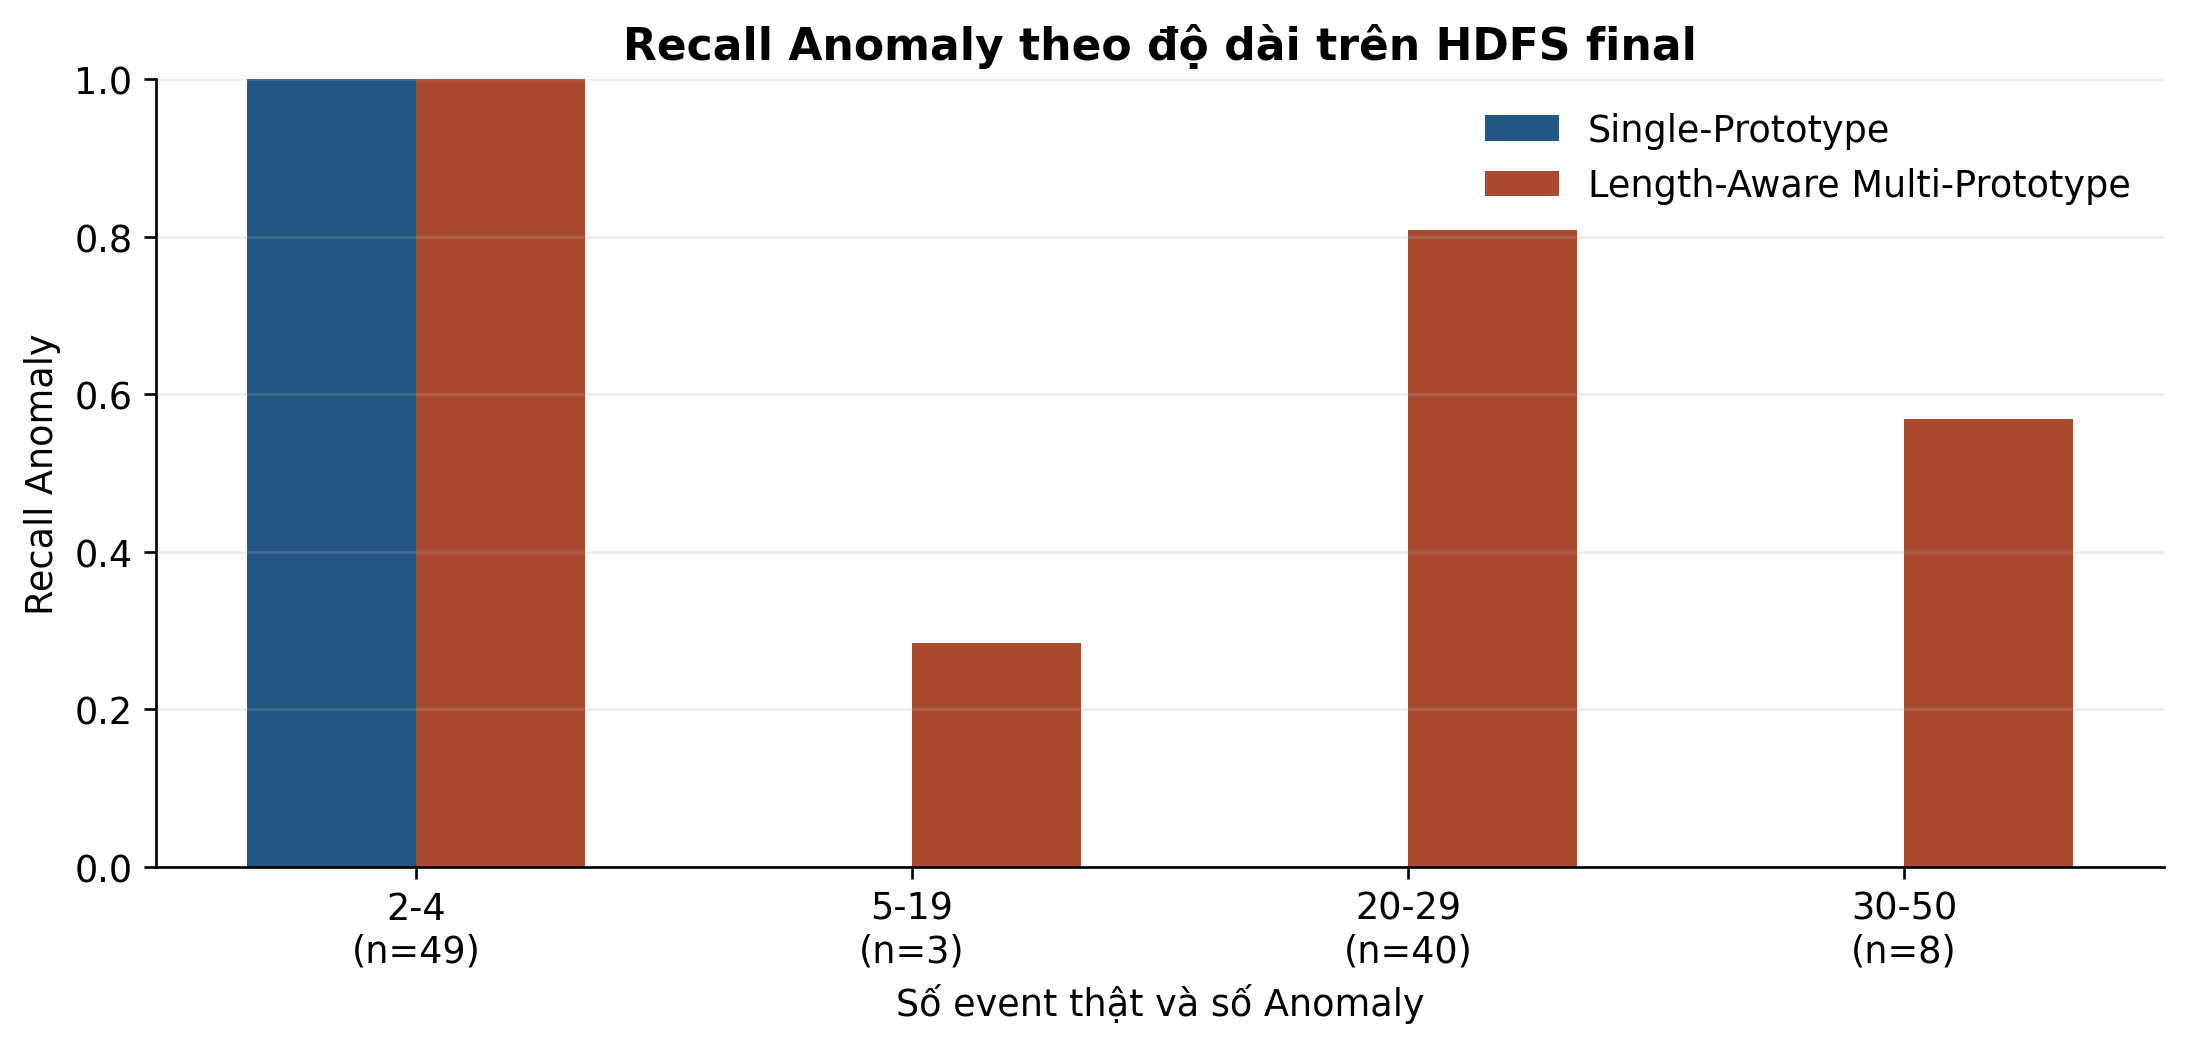 Recall Anomaly theo độ dài trên HDFS final
Single-Prototype
Length-Aware Multi-Prototype
Recall Anomaly
1.0
0.8
0.6
0.4
0.2
0.0
2-4
(n=49)
5-19
(n=3)
20-29
(n=40)
30-50
(n=8)
Số event thật và số Anomaly